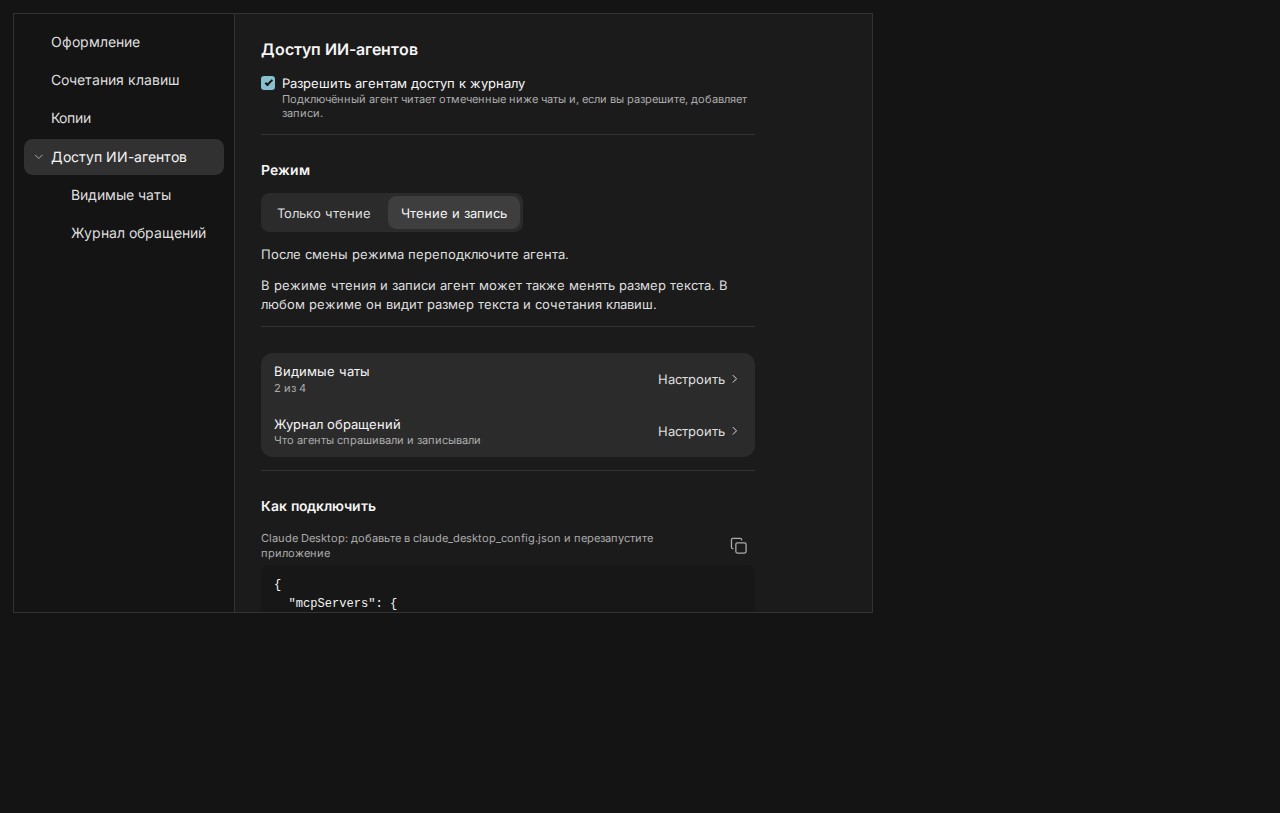 Оформление
Сочетания клавиш
Копии
Доступ ИИ-агентов
Видимые чаты
Журнал обращений
Доступ ИИ-агентов
Разрешить агентам доступ к журналу
Подключённый агент читает отмеченные ниже чаты и, если вы разрешите, добавляет
записи.
Режим
Только чтение
Чтение и запись
После смены режима переподключите агента.
В режиме чтения и записи агент может также менять размер текста. В
любом режиме он видит размер текста и сочетания клавиш.
Видимые чаты
2 из 4
Настроить
Журнал обращений
Что агенты спрашивали и записывали
Настроить
Как подключить
Claude Desktop: добавьте в claude_desktop_config.json и перезапустите
приложение
{
"mcpServers": {